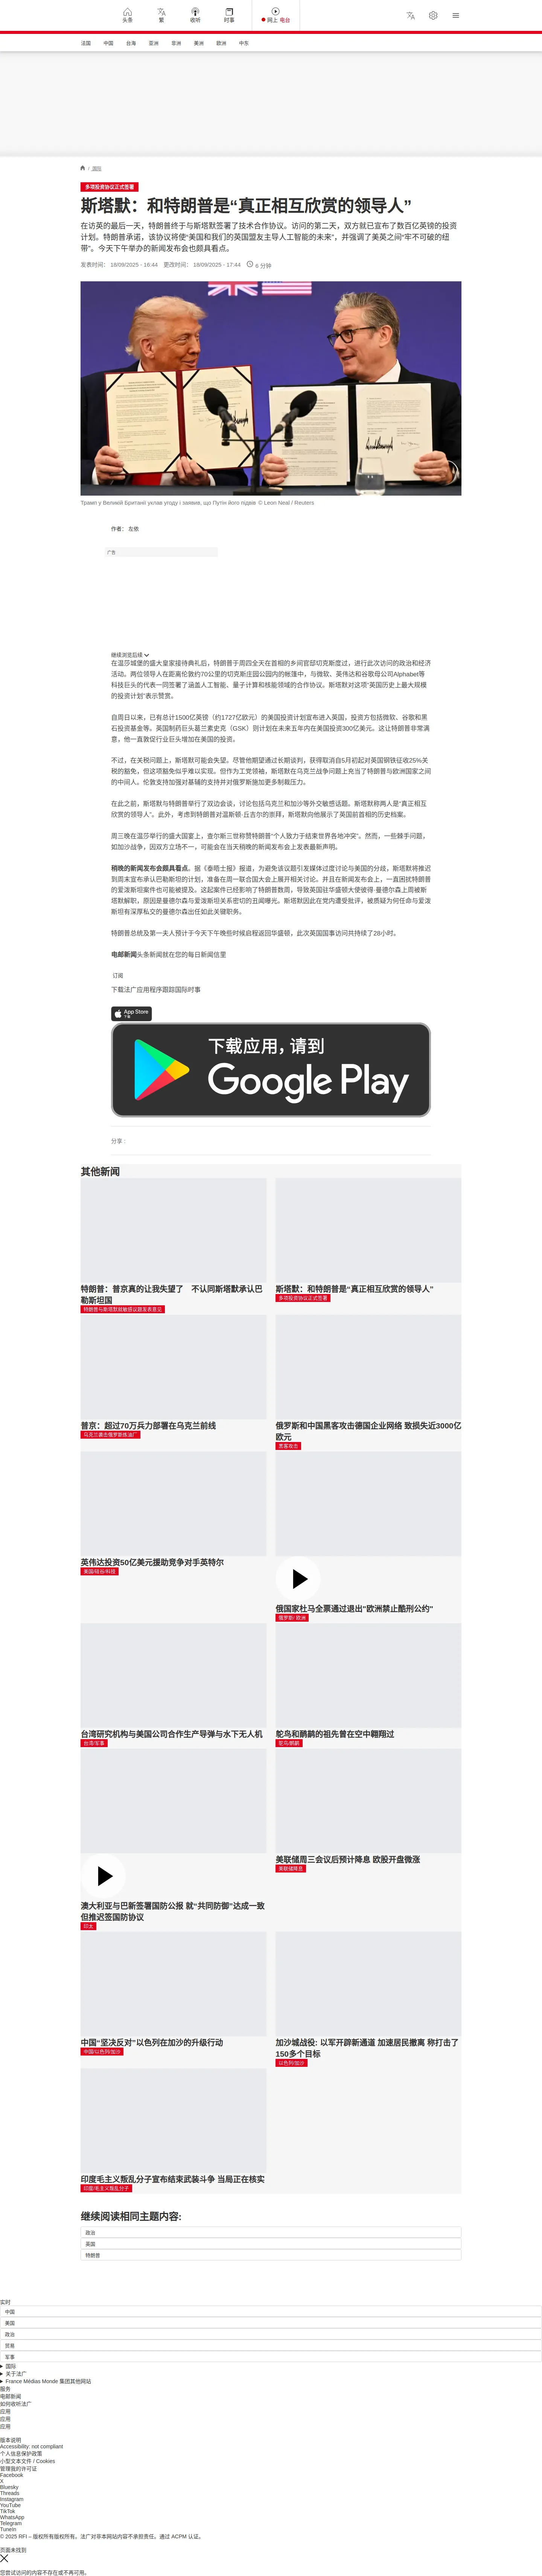 头条
繁
收听
时事
网上 电台
法国
中国
台海
亚洲
非洲
美洲
欧洲
中东
/ 国际
多项投资协议正式签署
斯塔默：和特朗普是“真正相互欣赏的领导人”
在访英的最后一天，特朗普终于与斯塔默联袂签署了技术合作协议。访问的第二天，双方就已宣布了数百亿英镑的投资
计划。特朗普承诺，该协议将使“美国和我们的英国盟友主导人工智能的未来”，并强调了美英之间“牢不可破的纽
带”。今天下午举办的新闻发布会也颇具看点。
发表时间： 18/09/2025 - 16:44 更改时间： 18/09/2025 - 17:44 6 分钟
Трамп у Великій Британії уклав угоду і заявив, що Путін його підвів © Leon Neal / Reuters
作者： 左皓
广告
继续浏览后续
在温莎城堡的盛大皇家接待典礼后，特朗普于周四全天在首相的乡间官邸切克斯度过，进行此次访问的政治和经济
活动。两位领导人在距离伦敦约70公里的切克斯庄园公园内的帐篷中，与微软、英伟达和谷歌母公司Alphabet等
科技巨头的代表一同签署了涵盖人工智能、量子计算和核能领域的合作协议。斯塔默对这项“英国历史上最大规模
的投资计划”表示赞赏。
自周日以来，已有总计1500亿英镑（约1727亿欧元）的美国投资计划宣布进入英国，投资方包括微软、谷歌和黑
石投资基金等。英国制药巨头葛兰素史克（GSK）则计划在未来五年内在美国投资300亿美元。这让特朗普非常满
意，他一直敦促行业巨头增加在美国的投资。
不过，在关税问题上，斯塔默可能会失望。尽管他期望通过长期谈判，获得取消自5月初起对英国钢铁征收25%关
税的豁免，但这项豁免似乎难以实现。但作为工党领袖，斯塔默在乌克兰战争问题上充当了特朗普与欧洲国家之间
的中间人。伦敦支持加强对基辅的支持并对俄罗斯施加更多制裁压力。
在此之前，斯塔默与特朗普举行了双边会谈，讨论包括乌克兰和加沙等外交敏感话题。斯塔默称两人是“真正相互
欣赏的领导人”。此外，考虑到特朗普对温斯顿·丘吉尔的崇拜，斯塔默向他展示了英国前首相的历史档案。
周三晚在温莎举行的盛大国宴上，查尔斯三世称赞特朗普“个人致力于结束世界各地冲突”。然而，一些棘手问题，
如加沙战争，因双方立场不一，可能会在当天稍晚的新闻发布会上发表最新声明。
稍晚的新闻发布会颇具看点。据《泰晤士报》报道，为避免该议题引发媒体过度讨论与美国的分歧，斯塔默将推迟
到周末宣布承认巴勒斯坦的计划，准备在周一联合国大会上展开相关讨论。并且在新闻发布会上，一直困扰特朗普
的爱泼斯坦案件也可能被提及。这起案件已经影响了特朗普数周，导致英国驻华盛顿大使彼得·曼德尔森上周被斯
塔默解职，原因是曼德尔森与爱泼斯坦关系密切的丑闻曝光。斯塔默因此在党内遭受批评，被质疑为何任命与爱泼
斯坦有深厚私交的曼德尔森出任如此关键职务。
特朗普总统及第一夫人预计于今天下午晚些时候启程返回华盛顿，此次英国国事访问共持续了28小时。
电邮新闻头条新闻就在您的每日新闻信里
订阅
下载法广应用程序跟踪国际时事
App Store
下载
下载应用，请到
Google Play
分享 :
其他新闻
特朗普：普京真的让我失望了 不认同斯塔默承认巴
勒斯坦国
特朗普与斯塔默就敏感议题发表意见
斯塔默：和特朗普是“真正相互欣赏的领导人”
多项投资协议正式签署
普京：超过70万兵力部署在乌克兰前线
乌克兰袭击俄罗斯炼油厂
俄罗斯和中国黑客攻击德国企业网络 致损失近3000亿
欧元
黑客攻击
英伟达投资50亿美元援助竞争对手英特尔
美国/硅谷/科技
俄国家杜马全票通过退出"欧洲禁止酷刑公约"
俄罗斯/ 欧洲
台湾研究机构与美国公司合作生产导弹与水下无人机
台湾/军事
鸵鸟和鹋鹋的祖先曾在空中翱翔过
鸵鸟/鹋鹋
澳大利亚与巴新签署国防公报 就“共同防御”达成一致
但推迟签国防协议
印太
美联储周三会议后预计降息 欧股开盘微涨
美联储降息
中国“坚决反对”以色列在加沙的升级行动
中国/以色列/加沙
加沙城战役: 以军开辟新通道 加速居民撤离 称打击了
150多个目标
以色列/加沙
印度毛主义叛乱分子宣布结束武装斗争 当局正在核实
印度/毛主义叛乱分子
继续阅读相同主题内容:
政治
英国
特朗普
实时
中国
美国
政治
贸易
军事
国际
关于法广
France Médias Monde 集团其他网站
服务
电邮新闻
如何收听法广
应用
应用
应用
版本说明
Accessibility: not compliant
个人信息保护政策
小型文本文件 / Cookies
管理我的许可证
Facebook
X
Bluesky
Threads
Instagram
YouTube
TikTok
WhatsApp
Telegram
TuneIn
© 2025 RFI – 版权所有版权所有。法广对非本网站内容不承担责任。通过 ACPM 认证。
页面未找到
您尝试访问的内容不存在或不再可用。